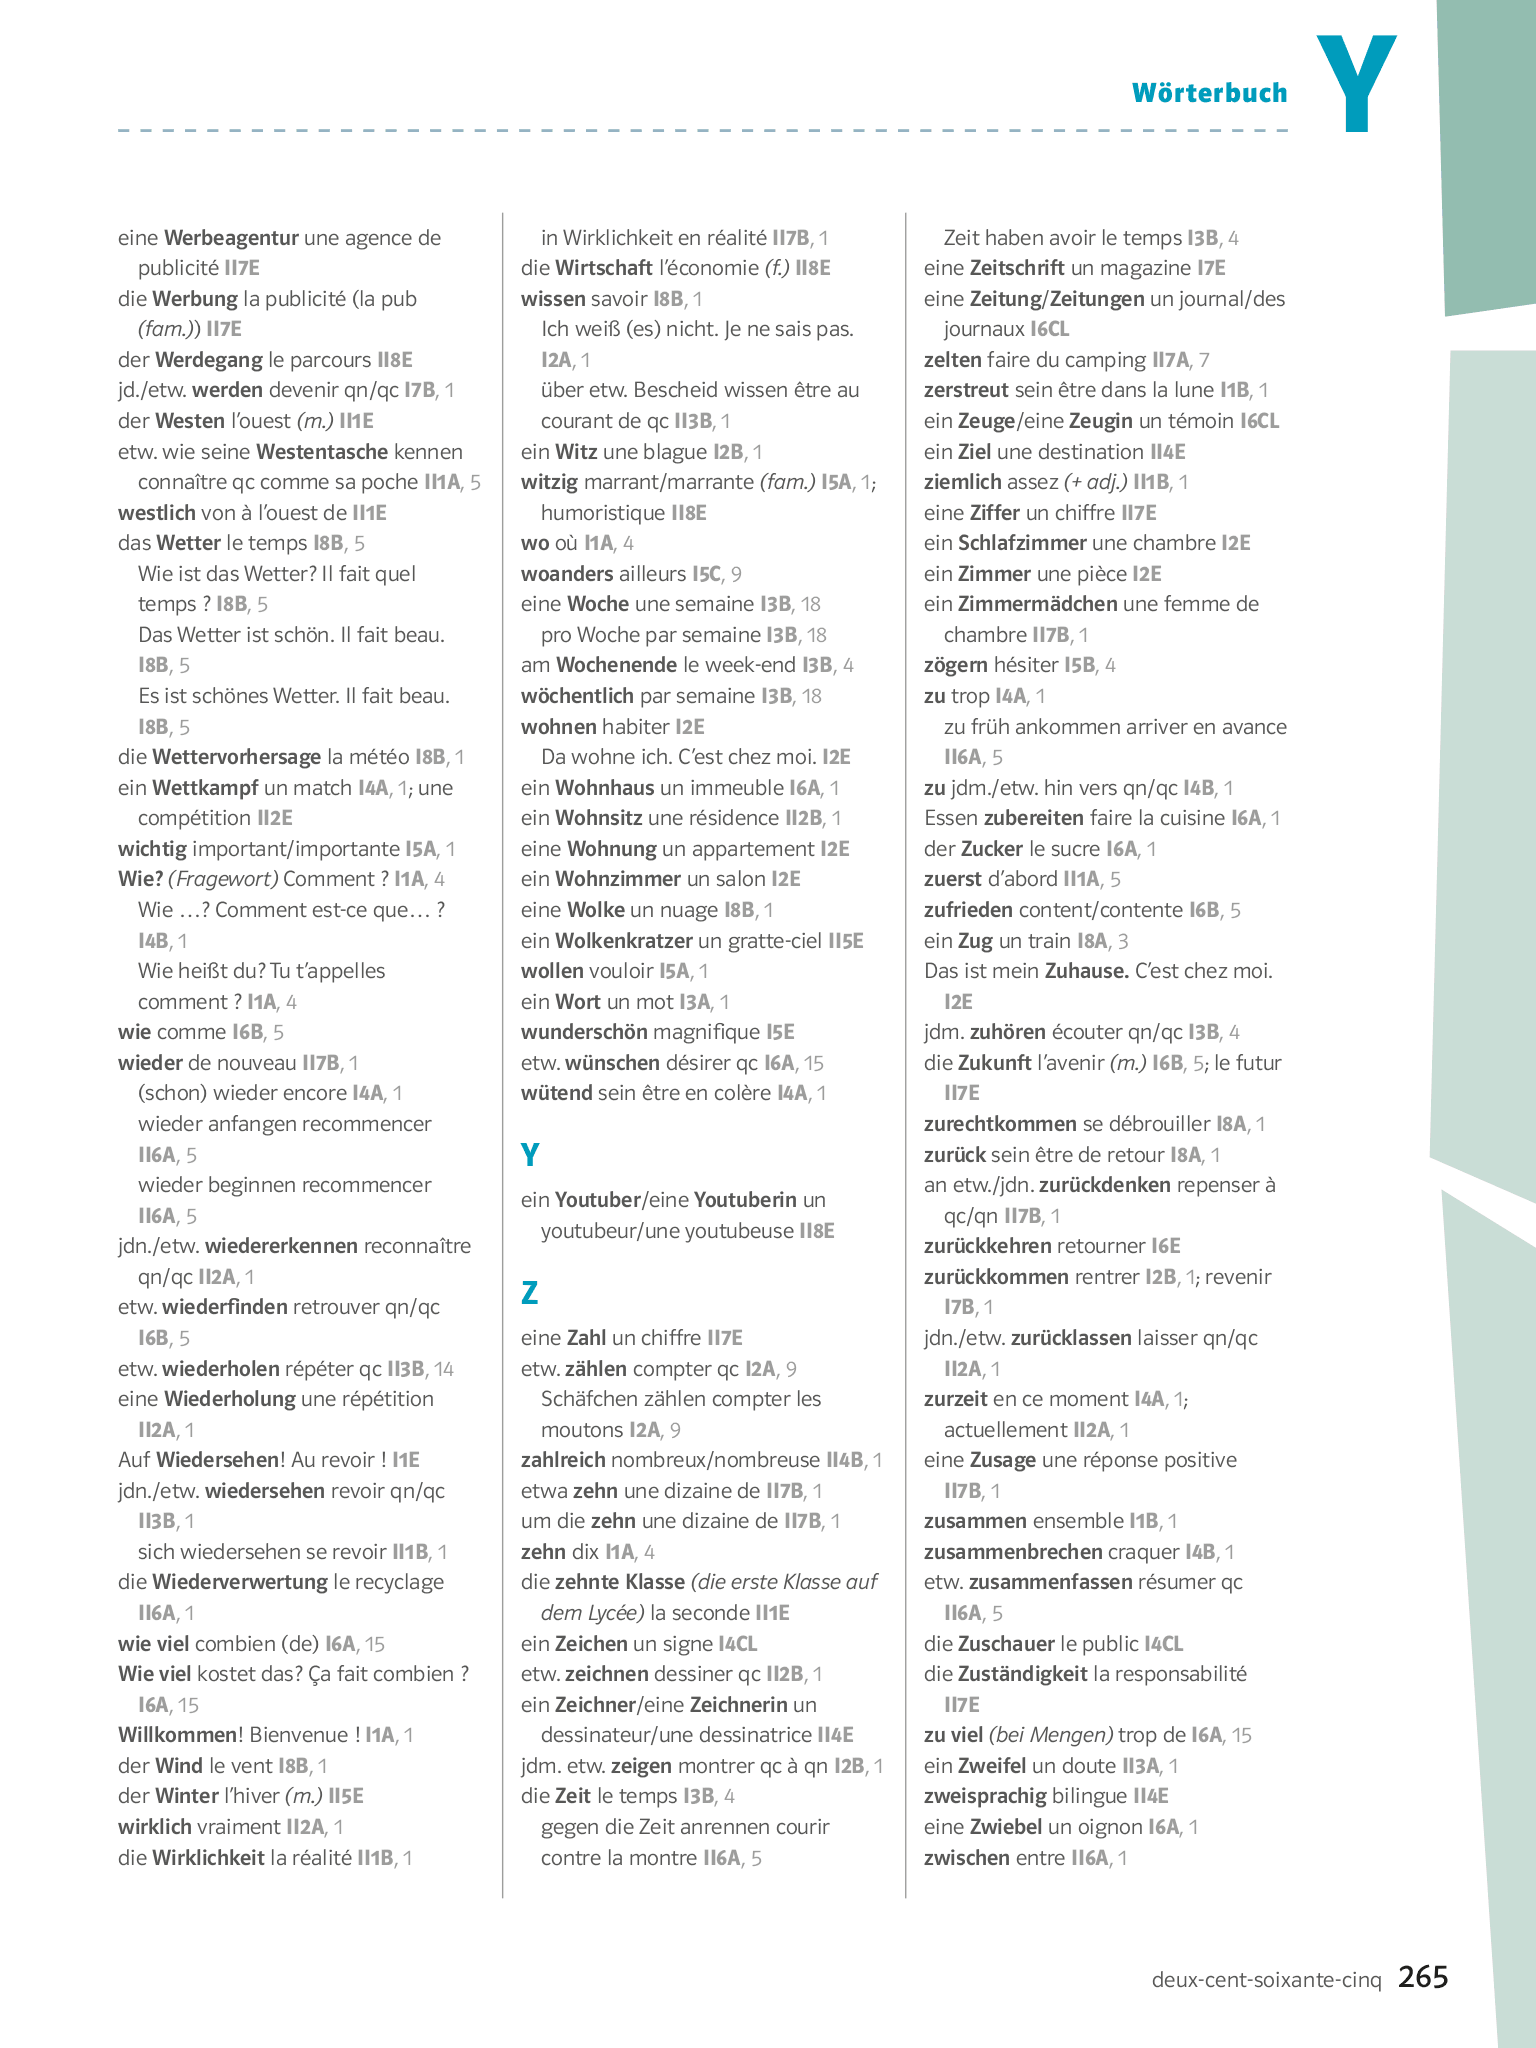 Wörterbuch
Y
eine Werbeagentur une agence de
publicité II7E
die Werbung la publicité (la pub
(fam.)) II7E
der Werdegang le parcours II8E
jd./etw. werden devenir qn/qc I7B, 1
der Westen l’ouest (m.) II1E
etw. wie seine Westentasche kennen
connaître qc comme sa poche II1A, 5
westlich von à l’ouest de II1E
das Wetter le temps I8B, 5
Wie ist das Wetter? Il fait quel
temps ? I8B, 5
Das Wetter ist schön. Il fait beau.
I8B, 5
Es ist schönes Wetter. Il fait beau.
I8B, 5
die Wettervorhersage la météo I8B, 1
ein Wettkampf un match I4A, 1; une
compétition II2E
wichtig important/importante I5A, 1
Wie? (Fragewort) Comment ? I1A, 4
Wie …? Comment est-ce que… ?
I4B, 1
Wie heißt du? Tu t’appelles
comment ? I1A, 4
wie comme I6B, 5
wieder de nouveau II7B, 1
(schon) wieder encore I4A, 1
wieder anfangen recommencer
II6A, 5
wieder beginnen recommencer
II6A, 5
jdn./etw. wiedererkennen reconnaître
qn/qc II2A, 1
etw. wiederfinden retrouver qn/qc
I6B, 5
etw. wiederholen répéter qc II3B, 14
eine Wiederholung une répétition
II2A, 1
Auf Wiedersehen! Au revoir ! I1E
jdn./etw. wiedersehen revoir qn/qc
II3B, 1
sich wiedersehen se revoir II1B, 1
die Wiederverwertung le recyclage
II6A, 1
wie viel combien (de) I6A, 15
Wie viel kostet das? Ça fait combien ?
I6A, 15
Willkommen! Bienvenue ! I1A, 1
der Wind le vent I8B, 1
der Winter l’hiver (m.) II5E
wirklich vraiment II2A, 1
die Wirklichkeit la réalité II1B, 1
in Wirklichkeit en réalité II7B, 1
die Wirtschaft l’économie (f.) II8E
wissen savoir I8B, 1
Ich weiß (es) nicht. Je ne sais pas.
I2A, 1
über etw. Bescheid wissen être au
courant de qc II3B, 1
ein Witz une blague I2B, 1
witzig marrant/marrante (fam.) I5A, 1;
humoristique II8E
wo où I1A, 4
woanders ailleurs I5C, 9
eine Woche une semaine I3B, 18
pro Woche par semaine I3B, 18
am Wochenende le week-end I3B, 4
wöchentlich par semaine I3B, 18
wohnen habiter I2E
Da wohne ich. C’est chez moi. I2E
ein Wohnhaus un immeuble I6A, 1
ein Wohnsitz une résidence II2B, 1
eine Wohnung un appartement I2E
ein Wohnzimmer un salon I2E
eine Wolke un nuage I8B, 1
ein Wolkenkratzer un gratte-ciel II5E
wollen vouloir I5A, 1
ein Wort un mot I3A, 1
wunderschön magnifique I5E
etw. wünschen désirer qc I6A, 15
wütend sein être en colère I4A, 1
Y
ein Youtuber/eine Youtuberin un
youtubeur/une youtubeuse II8E
Z
eine Zahl un chiffre II7E
etw. zählen compter qc I2A, 9
Schäfchen zählen compter les
moutons I2A, 9
zahlreich nombreux/nombreuse II4B, 1
etwa zehn une dizaine de II7B, 1
um die zehn une dizaine de II7B, 1
zehn dix I1A, 4
die zehnte Klasse (die erste Klasse auf
dem Lycée) la seconde II1E
ein Zeichen un signe I4CL
etw. zeichnen dessiner qc II2B, 1
ein Zeichner/eine Zeichnerin un
dessinateur/une dessinatrice II4E
jdm. etw. zeigen montrer qc à qn I2B, 1
die Zeit le temps I3B, 4
gegen die Zeit anrennen courir
contre la montre II6A, 5
Zeit haben avoir le temps I3B, 4
eine Zeitschrift un magazine I7E
eine Zeitung/Zeitungen un journal/des
journaux I6CL
zelten faire du camping II7A, 7
zerstreut sein être dans la lune I1B, 1
ein Zeuge/eine Zeugin un témoin I6CL
ein Ziel une destination II4E
ziemlich assez (+ adj.) II1B, 1
eine Ziffer un chiffre II7E
ein Schlafzimmer une chambre I2E
ein Zimmer une pièce I2E
ein Zimmermädchen une femme de
chambre II7B, 1
zögern hésiter I5B, 4
zu trop I4A, 1
zu früh ankommen arriver en avance
II6A, 5
zu jdm./etw. hin vers qn/qc I4B, 1
Essen zubereiten faire la cuisine I6A, 1
der Zucker le sucre I6A, 1
zuerst d’abord II1A, 5
zufrieden content/contente I6B, 5
ein Zug un train I8A, 3
Das ist mein Zuhause. C’est chez moi.
I2E
jdm. zuhören écouter qn/qc I3B, 4
die Zukunft l’avenir (m.) I6B, 5; le futur
II7E
zurechtkommen se débrouiller I8A, 1
zurück sein être de retour I8A, 1
an etw./jdn. zurückdenken repenser à
qc/qn II7B, 1
zurückkehren retourner I6E
zurückkommen rentrer I2B, 1; revenir
I7B, 1
jdn./etw. zurücklassen laisser qn/qc
II2A, 1
zurzeit en ce moment I4A, 1;
actuellement II2A, 1
eine Zusage une réponse positive
II7B, 1
zusammen ensemble I1B, 1
zusammenbrechen craquer I4B, 1
etw. zusammenfassen résumer qc
II6A, 5
die Zuschauer le public I4CL
die Zuständigkeit la responsabilité
II7E
zu viel (bei Mengen) trop de I6A, 15
ein Zweifel un doute II3A, 1
zweisprachig bilingue II4E
eine Zwiebel un oignon I6A, 1
zwischen entre II6A, 1
deux-cent-soixante-cinq 265